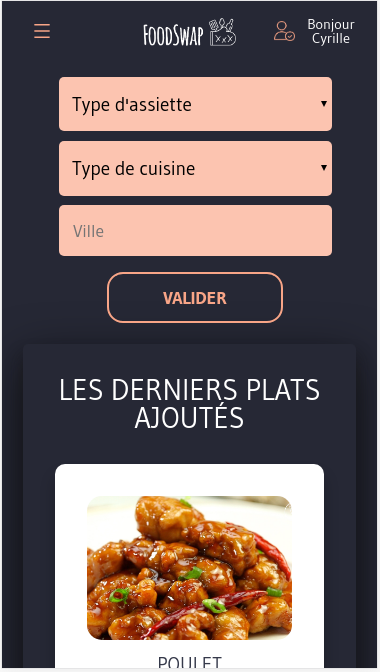 FOODSWAP
Bonjour
Cyrille
Type d'assiette
Type de cuisine
Ville
VALIDER
LES DERNIERS PLATS
AJOUTÉS
POULET